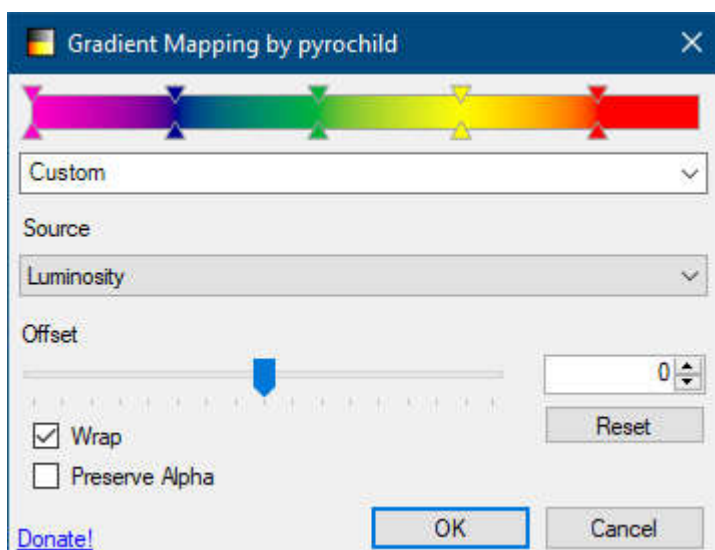 Gradient Mapping by pyrochild
Custom
Source
Luminosity
Offset
0
Wrap
Reset
Preserve Alpha
Donate!
OK
Cancel